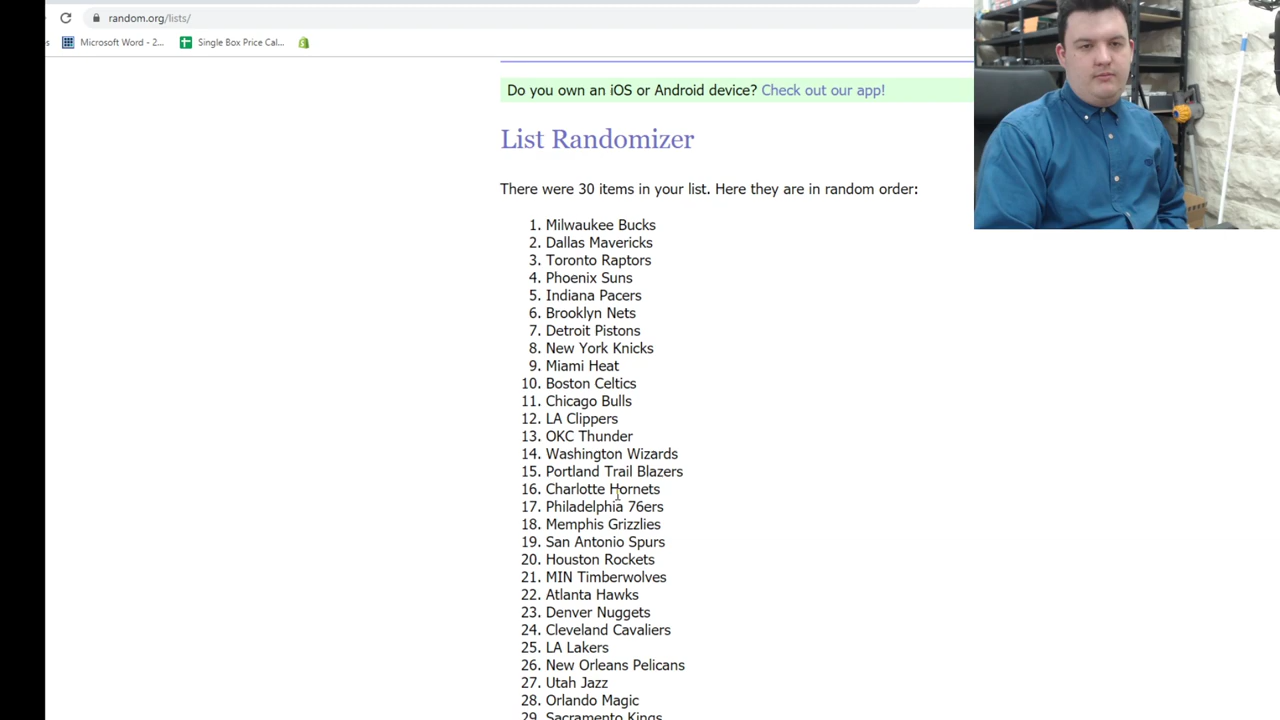 random.org/lists/
Microsoft Word - 2... Single Box Price Cal...
Do you own an iOS or Android device? Check out our app!
List Randomizer
There were 30 items in your list. Here they are in random order:
1. Milwaukee Bucks
2. Dallas Mavericks
3. Toronto Raptors
4. Phoenix Suns
5. Indiana Pacers
6. Brooklyn Nets
7. Detroit Pistons
8. New York Knicks
9. Miami Heat
10. Boston Celtics
11. Chicago Bulls
12. LA Clippers
13. OKC Thunder
14. Washington Wizards
15. Portland Trail Blazers
16. Charlotte Hornets
17. Philadelphia 76ers
18. Memphis Grizzlies
19. San Antonio Spurs
20. Houston Rockets
21. MIN Timberwolves
22. Atlanta Hawks
23. Denver Nuggets
24. Cleveland Cavaliers
25. LA Lakers
26. New Orleans Pelicans
27. Utah Jazz
28. Orlando Magic
29. Sacramento Kings